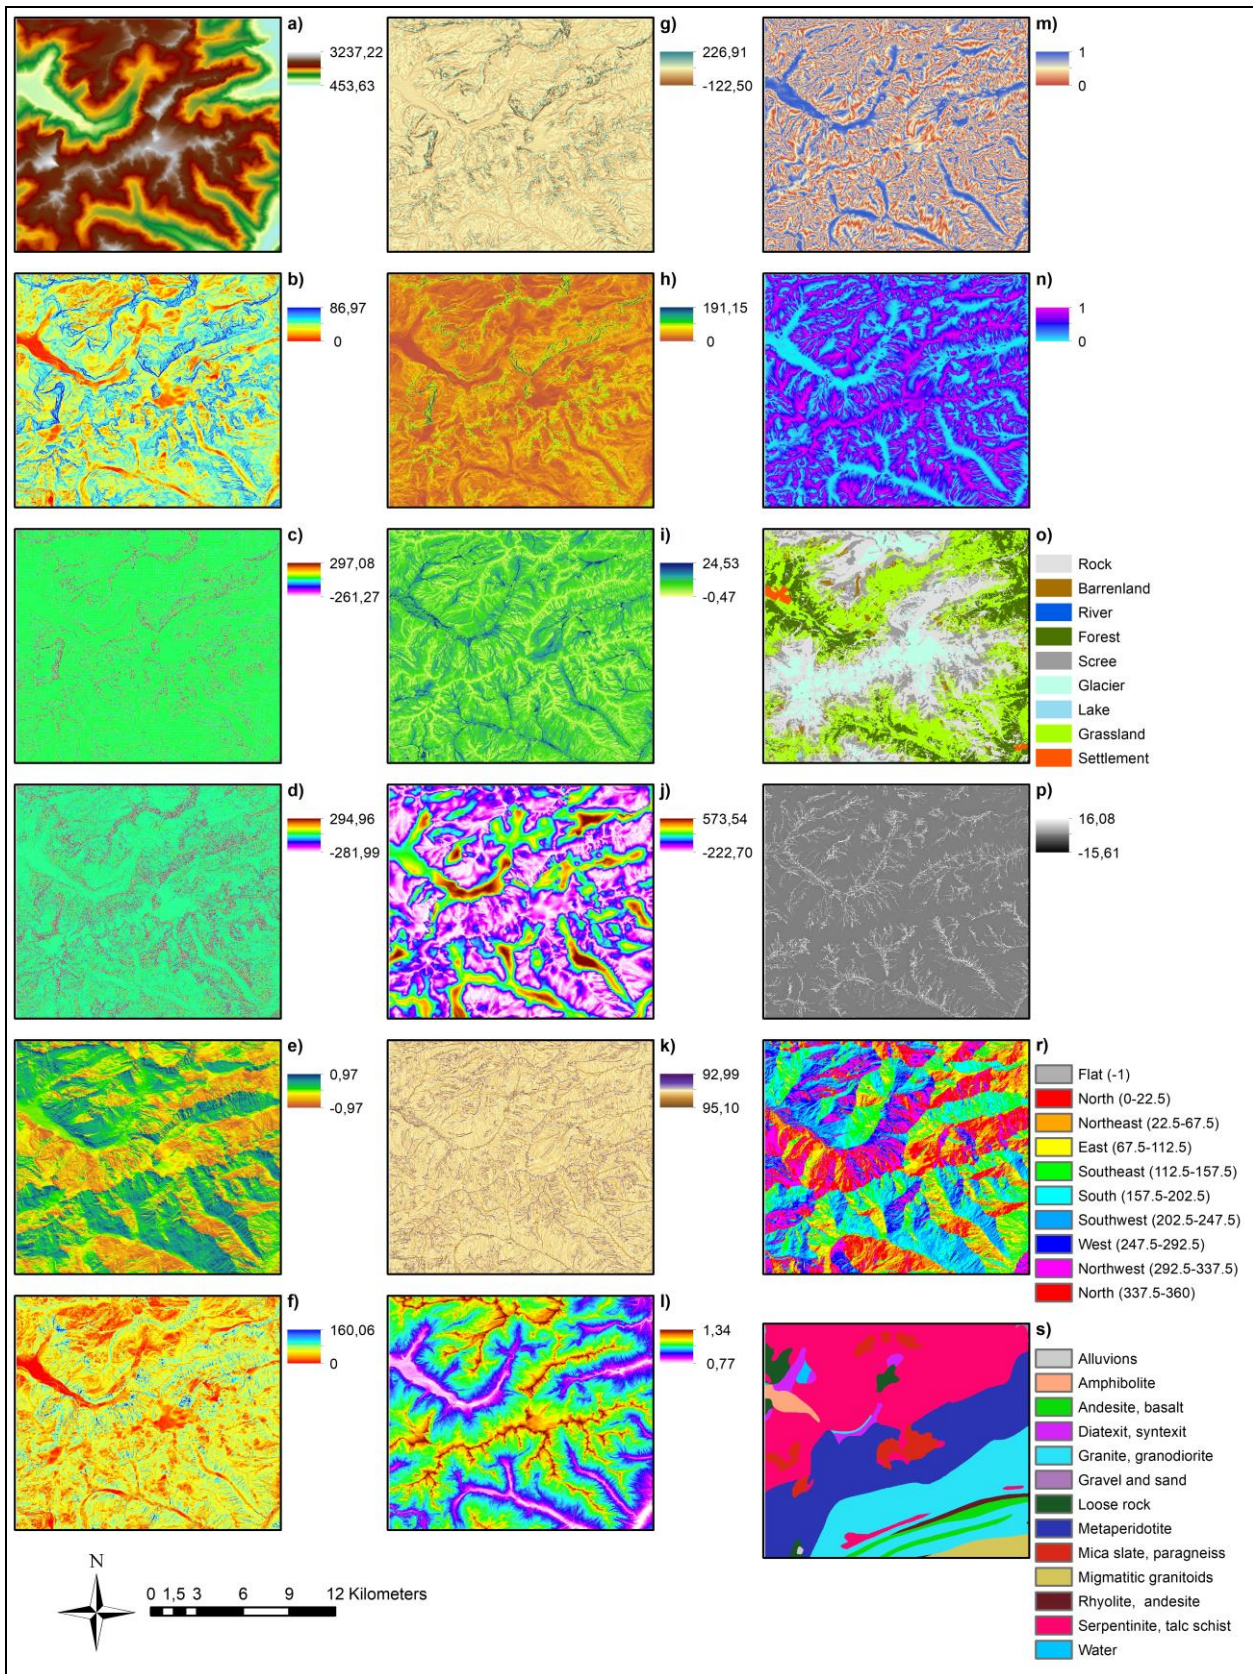 a)
3237,22
453,63
g)
226,91
-122,50
m)
1
0
b)
86,97
0
h)
191,15
0
n)
1
0
c)
297,08
-261,27
i)
24,53
-0,47
o)
Rock
Barrenland
River
Forest
Scree
Glacier
Lake
Grassland
Settlement
d)
294,96
-281,99
j)
573,54
-222,70
p)
16,08
-15,61
e)
0,97
-0,97
k)
92,99
95,10
r)
Flat (-1)
North (0-22.5)
Northeast (22.5-67.5)
East (67.5-112.5)
Southeast (112.5-157.5)
South (157.5-202.5)
Southwest (202.5-247.5)
West (247.5-292.5)
Northwest (292.5-337.5)
North (337.5-360)
f)
160,06
0
l)
1,34
0,77
s)
Alluvions
Amphibolite
Andesite, basalt
Diatexit, syntexit
Granite, granodiorite
Gravel and sand
Loose rock
Metaperidotite
Mica slate, paragneiss
Migmatitic granitoids
Rhyolite, andesite
Serpentinite, talc schist
Water
N
0 1,5 3 6 9 12 Kilometers